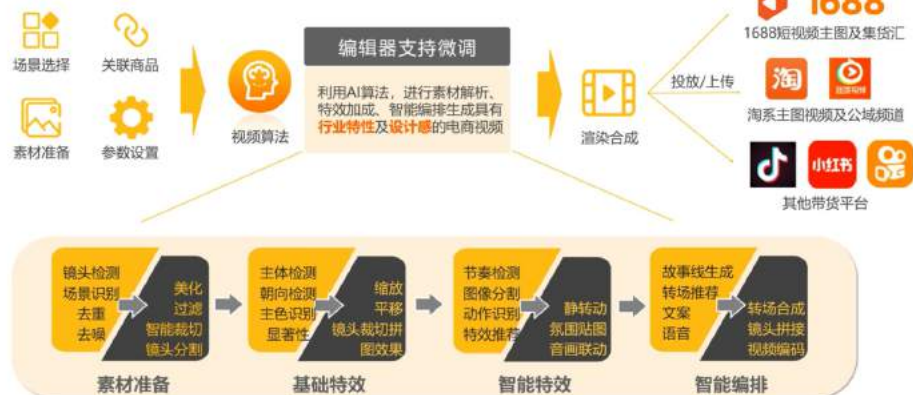 场景选择
关联商品
素材准备
参数设置
视频算法
编辑器支持微调
利用AI算法，进行素材解析、
特效加成、智能编排生成具有
行业特性及设计感的电商视频
渲染合成
投放/上传
1688
1688短视频主图及集货汇
淘
淘系主图视频及公域频道
小红书
其他带货平台
镜头检测
场景识别
去重
去噪
美化
过滤
智能裁切
镜头分割
素材准备
主体检测
朝向检测
主色识别
显著性
缩放
平移
镜头裁切拼
图效果
基础特效
节奏检测
图像分割
动作识别
特效推荐
静转动
氛围贴图
音画联动
智能特效
故事线生成
转场推荐
文案
语音
转场合成
镜头拼接
视频编码
智能编排